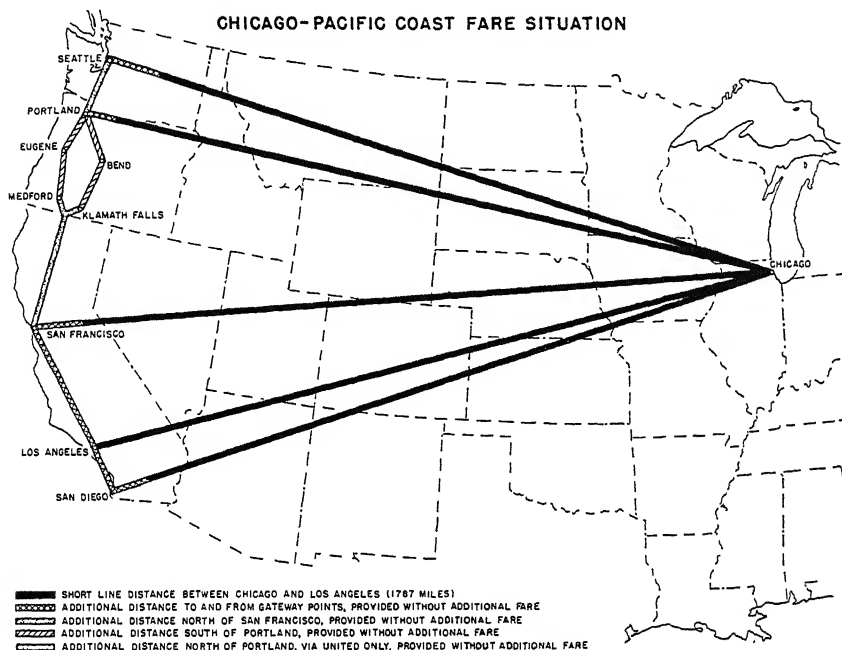 CHICAGO-PACIFIC COAST FARE SITUATION
SEATTLE
PORTLAND
EUGENE
BEND
MEDFORD
KLAMATH FALLS
CHICAGO
SAN FRANCISCO
LOS ANGELES
SAN DIEGO
SHORT LINE DISTANCE BETWEEN CHICAGO AND LOS ANGELES (1787 MILES)
ADDITIONAL DISTANCE TO AND FROM GATEWAY POINTS, PROVIDED WITHOUT ADDITIONAL FARE
ADDITIONAL DISTANCE NORTH OF SAN FRANCISCO, PROVIDED WITHOUT ADDITIONAL FARE
ADDITIONAL DISTANCE SOUTH OF PORTLAND, PROVIDED WITHOUT ADDITIONAL FARE
ADDITIONAL DISTANCE NORTH OF PORTLAND, VIA UNITED ONLY, PROVIDED WITHOUT ADDITIONAL FARE